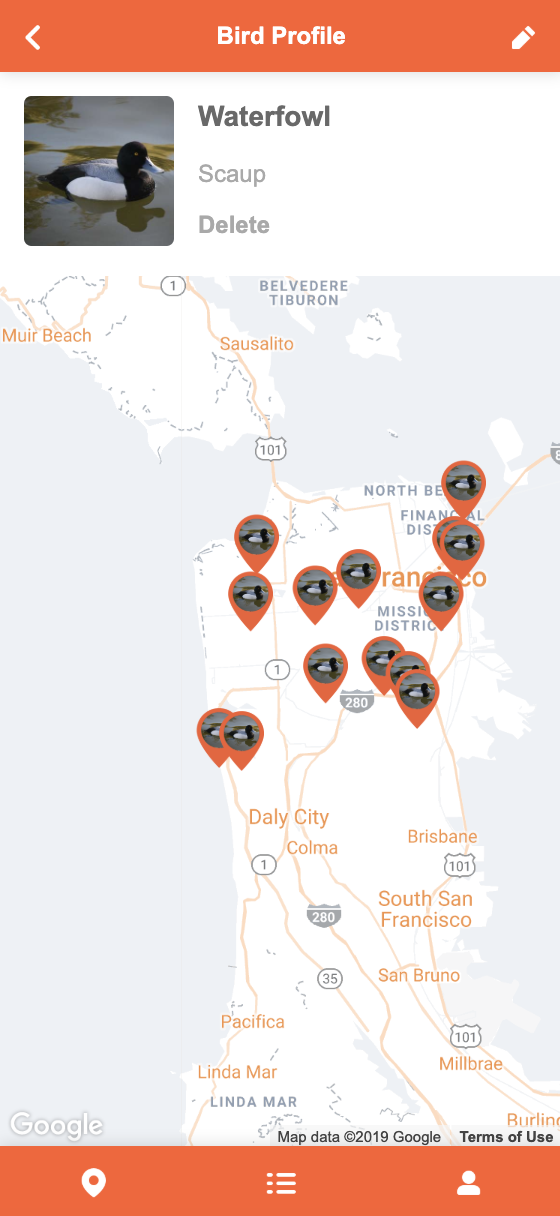 Bird Profile
Waterfowl
Scaup
Delete
1
BELVEDERE
TIBURON
Muir Beach
Sausalito
101
NORTH BE
FINANCIAL
DIST
Francisco
MISSI
DISTRIC
1
280
Daly City
Colma
Brisbane
1
101
South San
Francisco
280
35
San Bruno
Pacifica
101
Millbrae
Linda Mar
LINDA MAR
Burling
Google
Map data ©2019 Google
Terms of Use